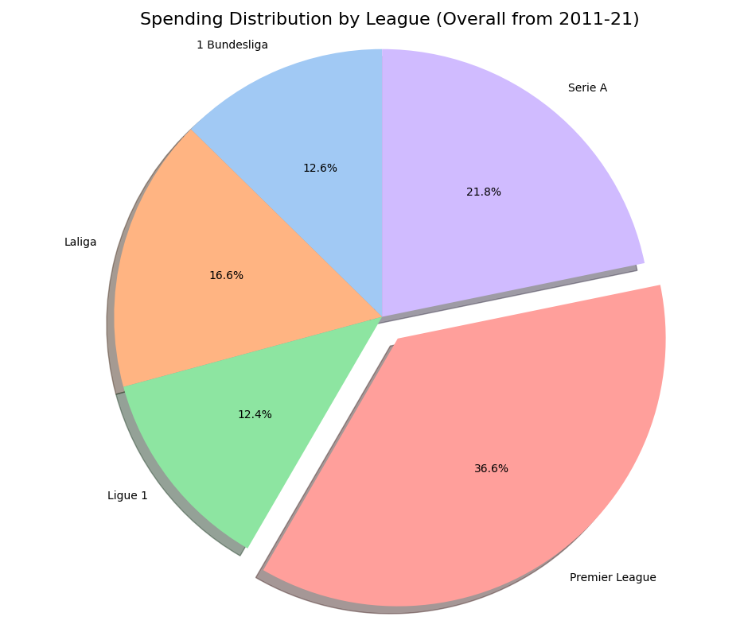 Spending Distribution by League (Overall from 2011-21)
1 Bundesliga
Serie A
12.6%
21.8%
Laliga
16.6%
12.4%
36.6%
Ligue 1
Premier League